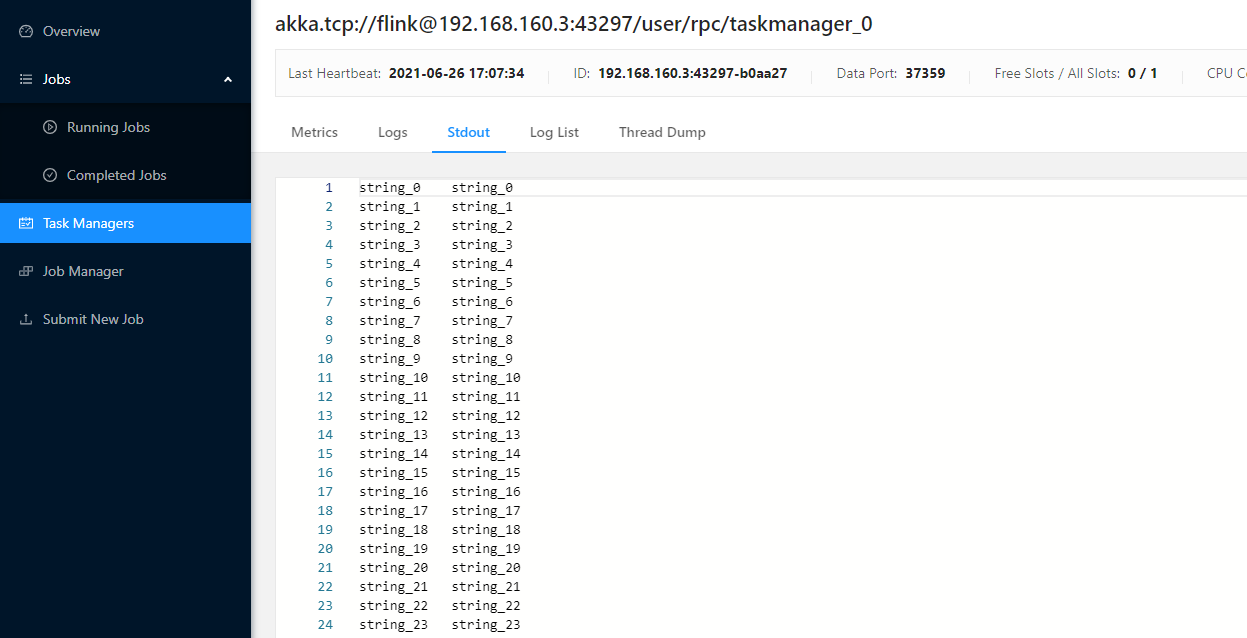 Overview
Jobs
Running Jobs
Completed Jobs
Task Managers
Job Manager
Submit New Job
akka.tcp://flink@192.168.160.3:43297/user/rpc/taskmanager_0
Last Heartbeat: 2021-06-26 17:07:34 ID: 192.168.160.3:43297-b0aa27 Data Port: 37359 Free Slots / All Slots: 0 / 1 CPU C
Metrics Logs Stdout Log List Thread Dump
1 string_0 string_0
2 string_1 string_1
3 string_2 string_2
4 string_3 string_3
5 string_4 string_4
6 string_5 string_5
7 string_6 string_6
8 string_7 string_7
9 string_8 string_8
10 string_9 string_9
11 string_10 string_10
12 string_11 string_11
13 string_12 string_12
14 string_13 string_13
15 string_14 string_14
16 string_15 string_15
17 string_16 string_16
18 string_17 string_17
19 string_18 string_18
20 string_19 string_19
21 string_20 string_20
22 string_21 string_21
23 string_22 string_22
24 string_23 string_23